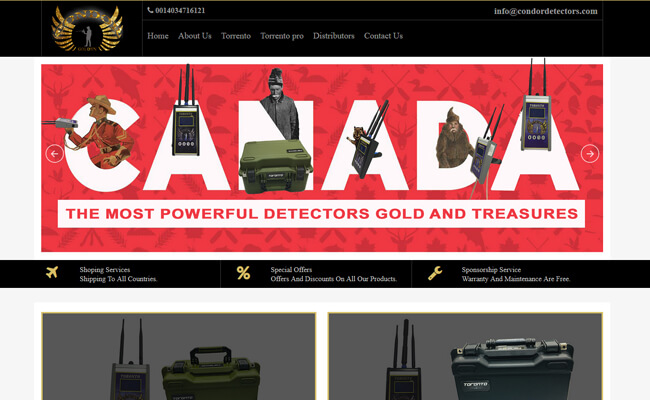 0014034716121
info@condordetectors.com
Home About Us Torrento Torrento pro Distributors Contact Us
CANADA
THE MOST POWERFUL DETECTORS GOLD AND TREASURES
Shoping Services
Shipping To All Countries.
Special Offers
Offers And Discounts On All Our Products.
Sponsorship Service
Warranty And Maintenance Are Free.